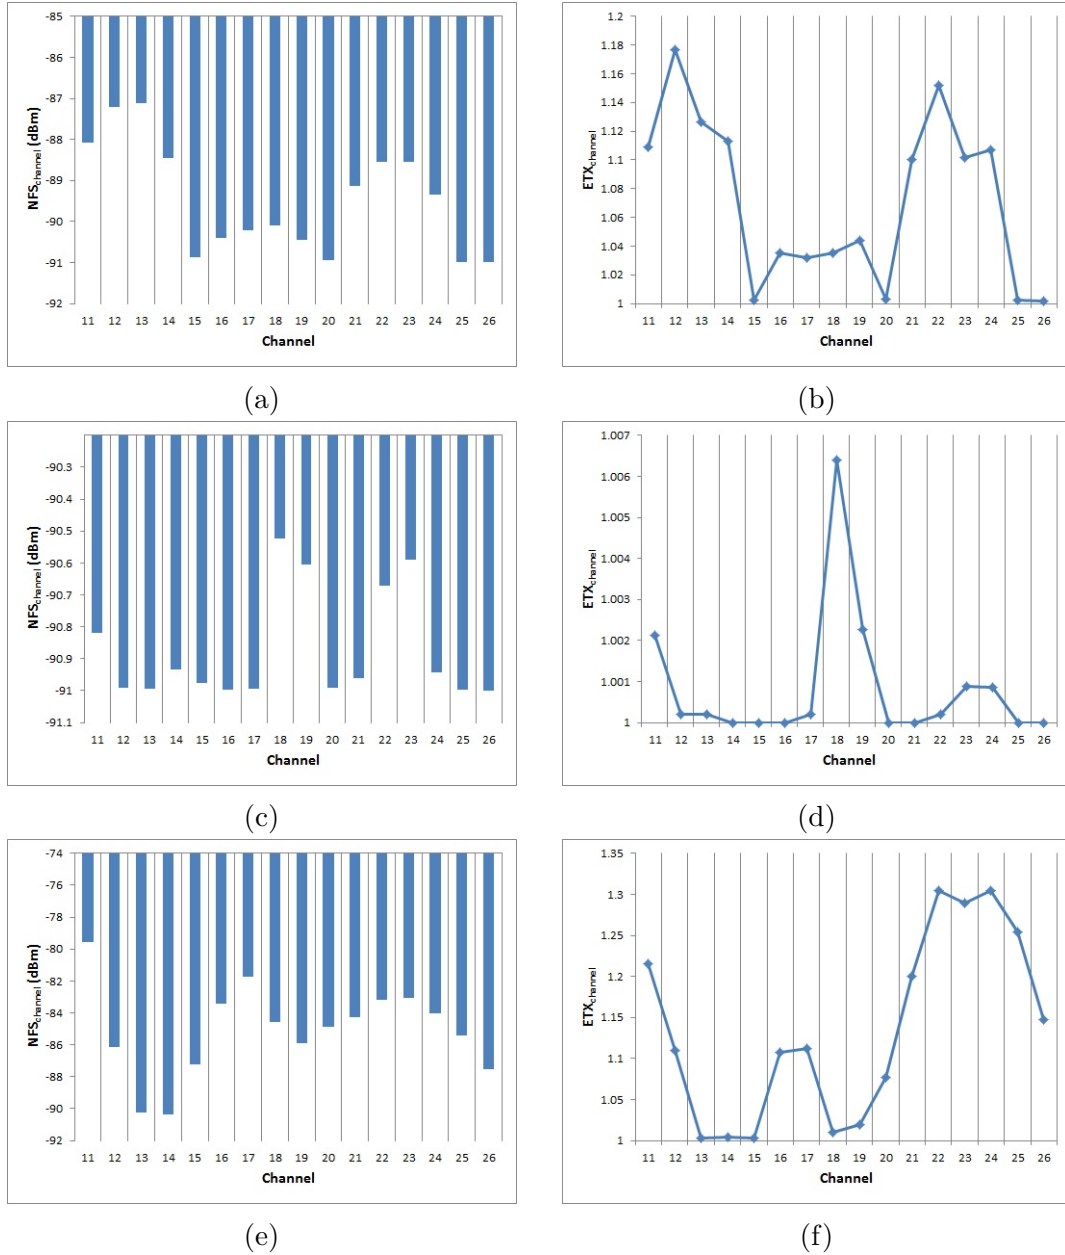 -85
-86
-87
-88
-89
-90
-91
-92
NFSchannel (dBm)
11 12 13 14 15 16 17 18 19 20 21 22 23 24 25 26
Channel
(a)
1.2
1.18
1.16
1.14
1.12
1.1
1.08
1.06
1.04
1.02
1
ETXchannel
11 12 13 14 15 16 17 18 19 20 21 22 23 24 25 26
Channel
(b)
-90.3
-90.4
-90.5
-90.6
-90.7
-90.8
-90.9
-91
-91.1
NFSchannel (dBm)
11 12 13 14 15 16 17 18 19 20 21 22 23 24 25 26
Channel
(c)
1.007
1.006
1.005
1.004
1.003
1.002
1.001
1
ETXchannel
11 12 13 14 15 16 17 18 19 20 21 22 23 24 25 26
Channel
(d)
-74
-76
-78
-80
-82
-84
-86
-88
-90
-92
NFSchannel (dBm)
11 12 13 14 15 16 17 18 19 20 21 22 23 24 25 26
Channel
(e)
1.35
1.3
1.25
1.2
1.15
1.1
1.05
1
ETXchannel
11 12 13 14 15 16 17 18 19 20 21 22 23 24 25 26
Channel
(f)